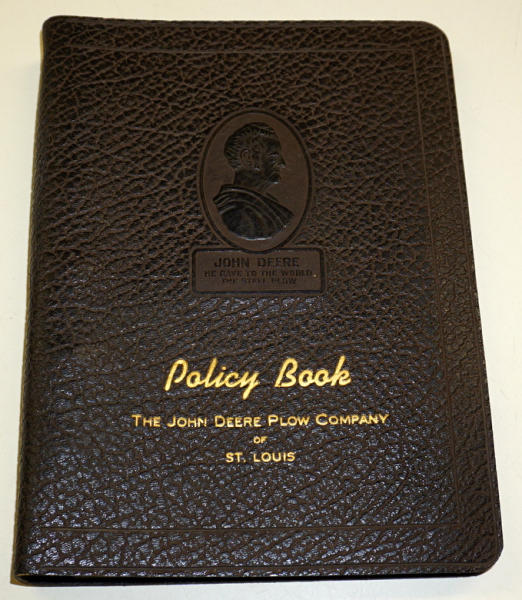 JOHN DEERE
HE GAVE TO THE WORLD
THE STEEL PLOW
Policy Book
THE JOHN DEERE PLOW COMPANY
OF
ST. LOUIS